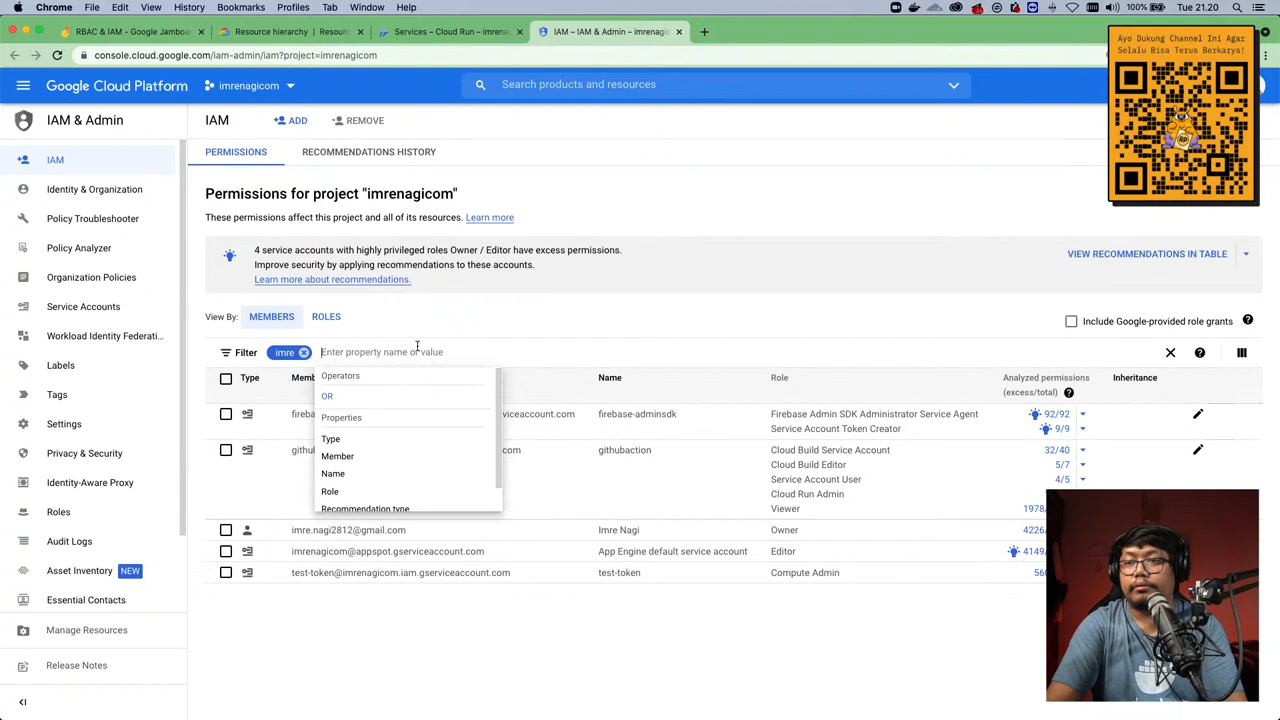 Chrome File Edit View History Bookmarks Profiles Tab Window Help
RBAC & IAM – Google Jamboa
Resource hierarchy | Resourc
Services – Cloud Run – imrena
IAM – IAM & Admin – imrenagi
console.cloud.google.com/iam-admin/iam?project=imrenagicom
Ayo Dukung Channel Ini Agar
Selalu Bisa Terus Berkarya!
Google Cloud Platform
imrenagicom
Search products and resources
IAM & Admin
IAM
ADD
REMOVE
PERMISSIONS
RECOMMENDATIONS HISTORY
IAM
Identity & Organization
Policy Troubleshooter
Policy Analyzer
Organization Policies
Service Accounts
Workload Identity Federati...
Labels
Tags
Settings
Privacy & Security
Identity-Aware Proxy
Roles
Audit Logs
Asset Inventory NEW
Essential Contacts
Manage Resources
Release Notes
Permissions for project "imrenagicom"
These permissions affect this project and all of its resources. Learn more
4 service accounts with highly privileged roles Owner / Editor have excess permissions.
Improve security by applying recommendations to these accounts.
Learn more about recommendations.
VIEW RECOMMENDATIONS IN TABLE
View By: MEMBERS ROLES
Include Google-provided role grants
Filter imre Enter property name or value
Type Memb Name Role Analyzed permissions
(excess/total) Inheritance
Operators
OR
Properties
Type
Member
Name
Role
Recommendation type
fireba viceaccount.com firebase-adminsdk Firebase Admin SDK Administrator Service Agent 92/92
Service Account Token Creator 9/9
githu com githubaction Cloud Build Service Account 32/40
Cloud Build Editor 5/7
Service Account User 4/5
Cloud Run Admin
Viewer 1978/
imre.nagi2812@gmail.com Imre Nagi Owner 4226/
imrenagicom@appspot.gserviceaccount.com App Engine default service account Editor 4149/
test-token@imrenagicom.iam.gserviceaccount.com test-token Compute Admin 56